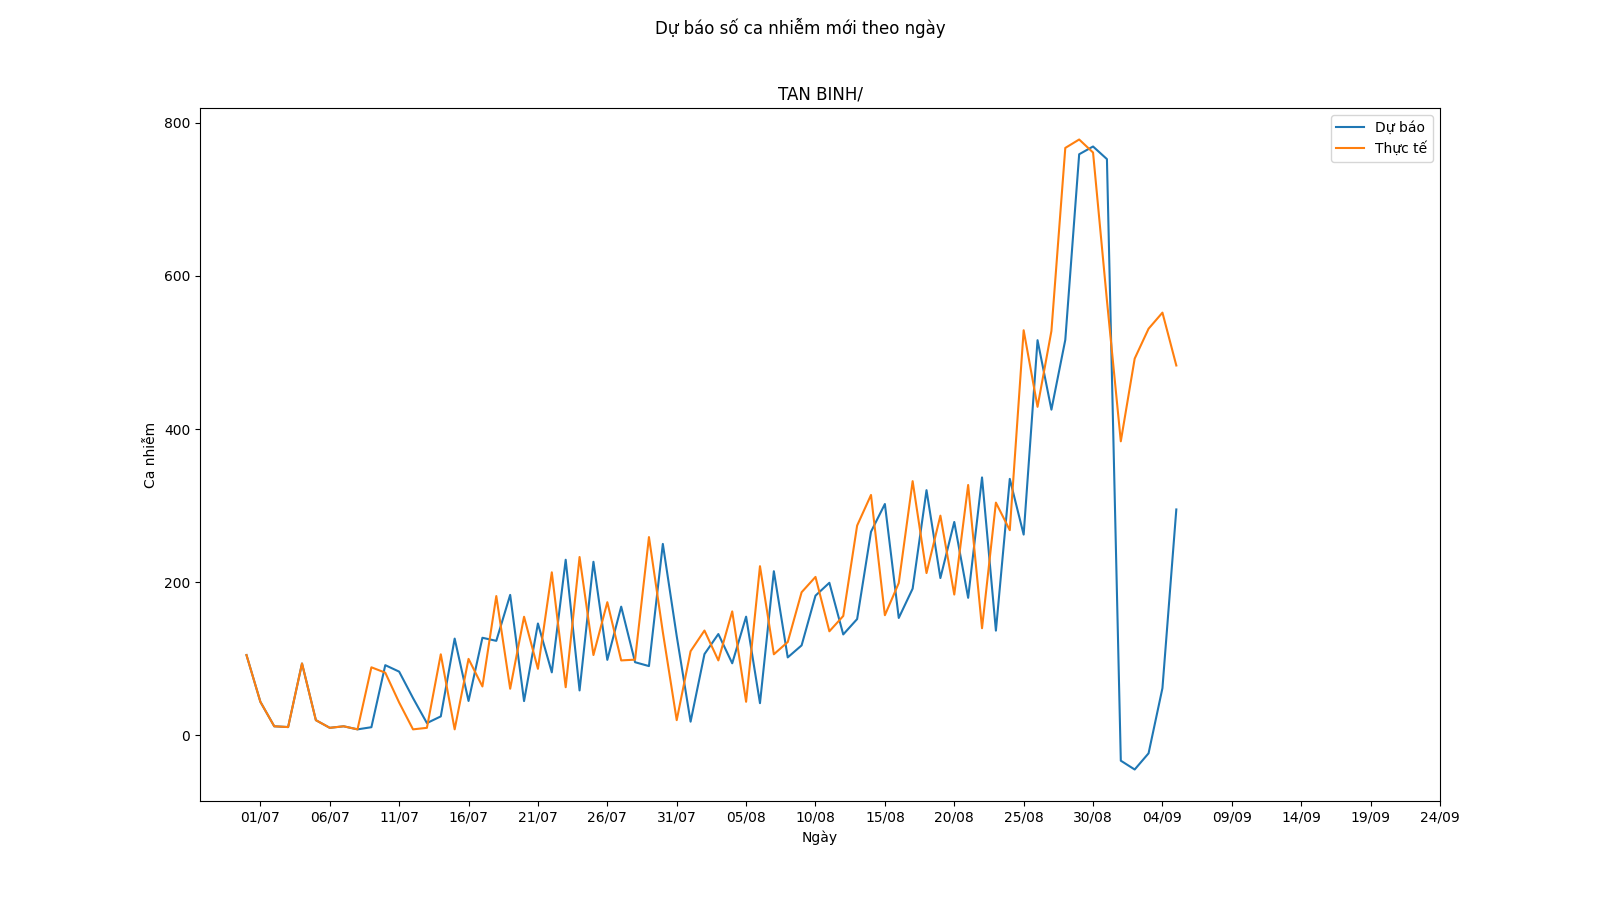 Dự báo số ca nhiễm mới theo ngày
TAN BINH/
Dự báo
Thực tế
800
600
400
200
0
Ca nhiễm
01/07 06/07 11/07 16/07 21/07 26/07 31/07 05/08 10/08 15/08 20/08 25/08 30/08 04/09 09/09 14/09 19/09 24/09
Ngày